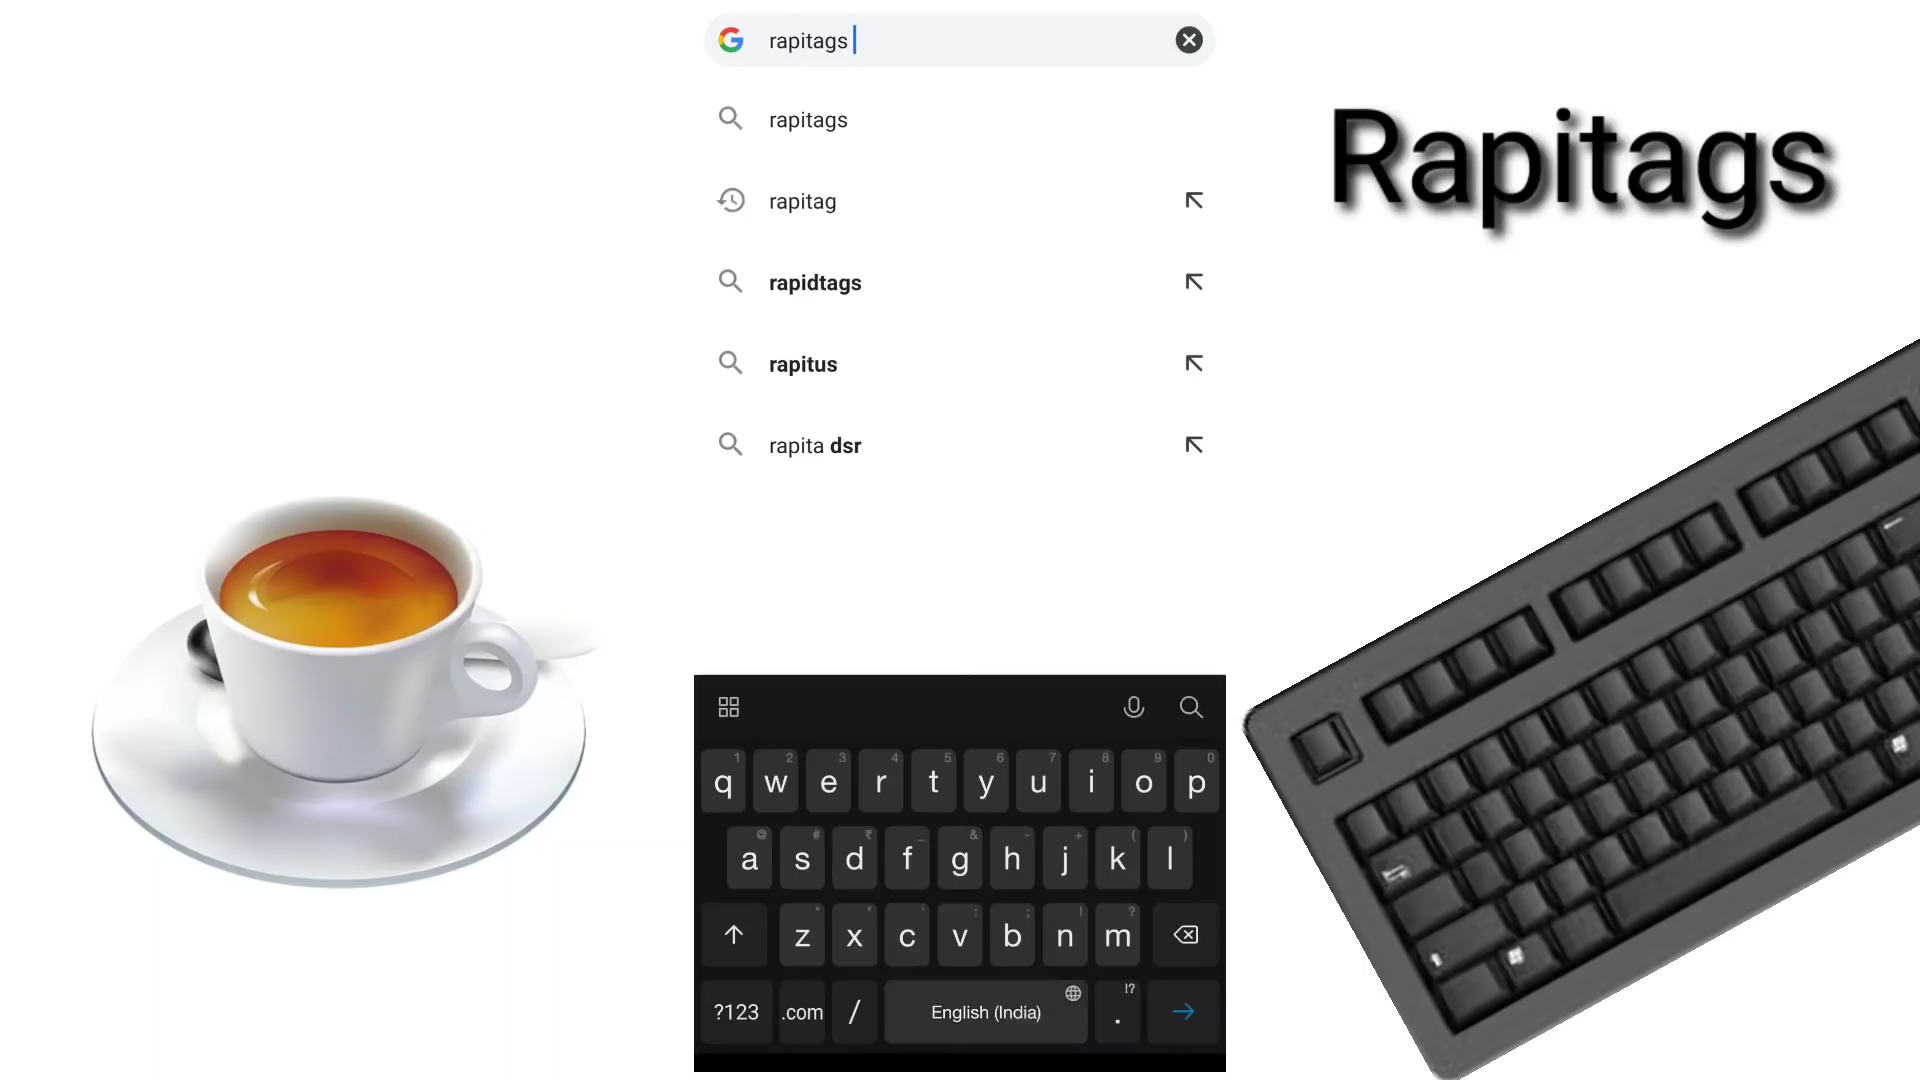 rapitags
rapitags
rapitag
rapidtags
rapitus
rapita dsr
Rapitags
1 2 3 4 5 6 7 8 9 0
q w e r t y u i o p
@ # ₹ _ & - + ( )
a s d f g h j k l
* " ' : ; ! ?
z x c v b n m
!?
?123 .com / English (India) .